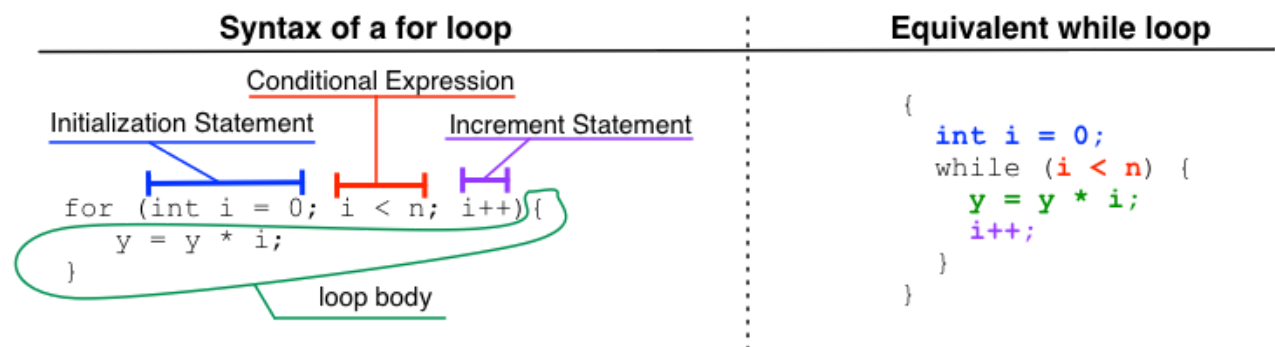 Syntax of a for loop
Conditional Expression
Initialization Statement
Increment Statement
for (int i = 0; i < n; i++){
y = y * i;
}
loop body
Equivalent while loop
{
int i = 0;
while (i < n) {
y = y * i;
i++;
}
}